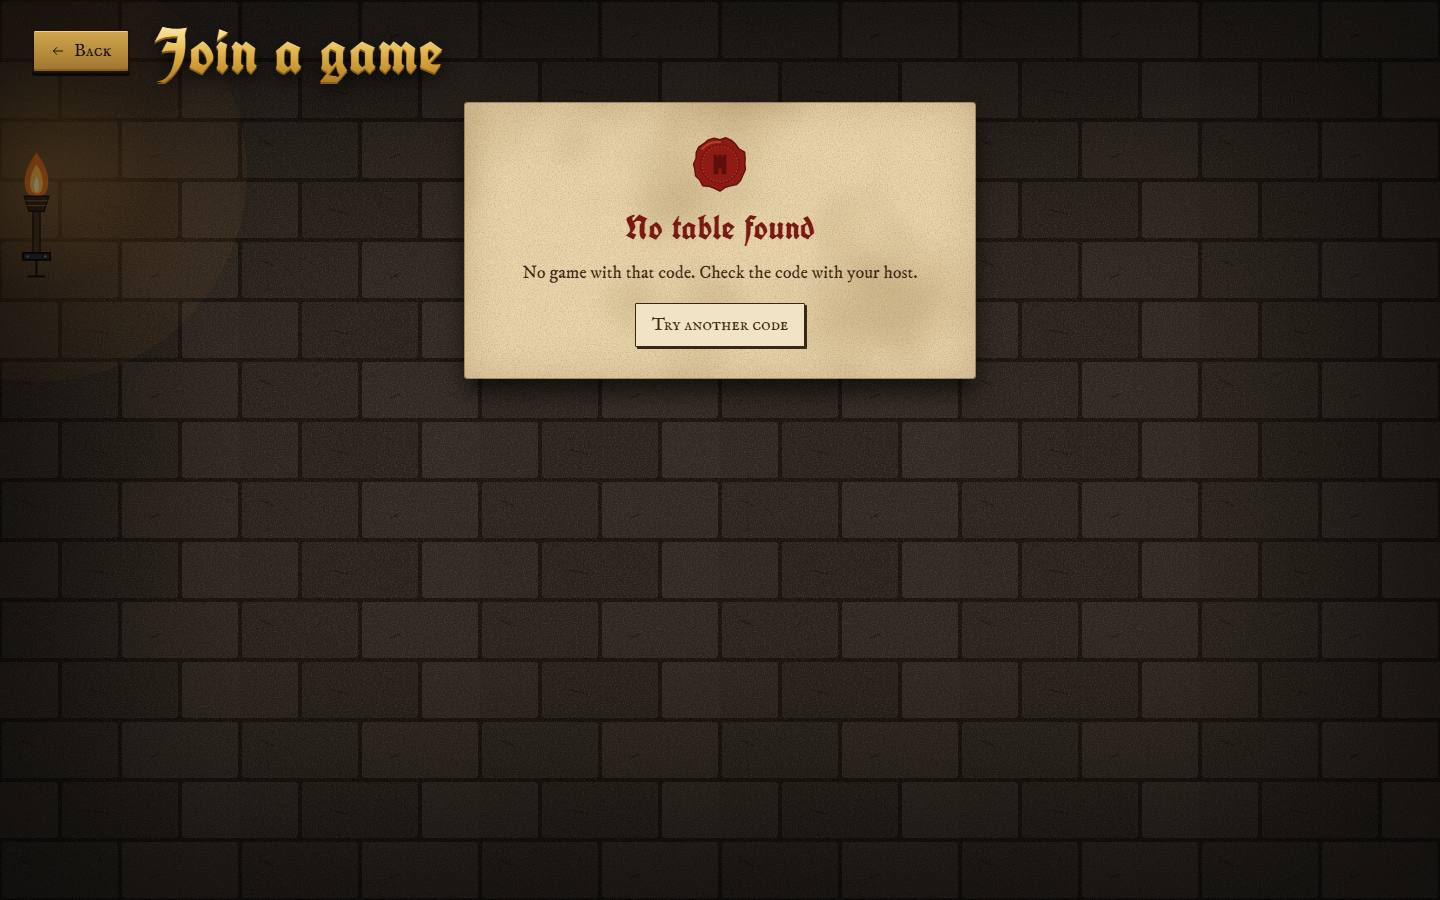 ← Back
Join a game
No table found
No game with that code. Check the code with your host.
Try another code